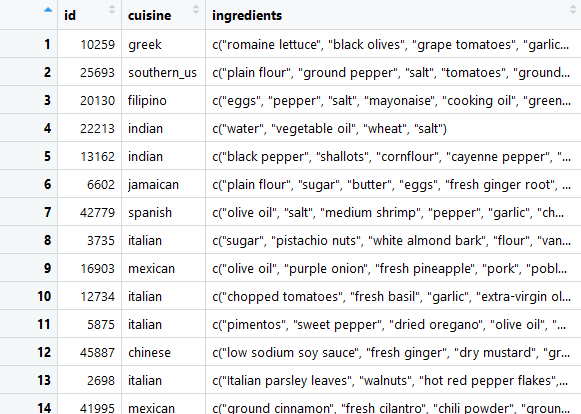 id cuisine ingredients
1 10259 greek c("romaine lettuce", "black olives", "grape tomatoes", "garlic...
2 25693 southern_us c("plain flour", "ground pepper", "salt", "tomatoes", "ground...
3 20130 filipino c("eggs", "pepper", "salt", "mayonaise", "cooking oil", "green...
4 22213 indian c("water", "vegetable oil", "wheat", "salt")
5 13162 indian c("black pepper", "shallots", "cornflour", "cayenne pepper", "...
6 6602 jamaican c("plain flour", "sugar", "butter", "eggs", "fresh ginger root", ...
7 42779 spanish c("olive oil", "salt", "medium shrimp", "pepper", "garlic", "ch...
8 3735 italian c("sugar", "pistachio nuts", "white almond bark", "flour", "van...
9 16903 mexican c("olive oil", "purple onion", "fresh pineapple", "pork", "pobl...
10 12734 italian c("chopped tomatoes", "fresh basil", "garlic", "extra-virgin ol...
11 5875 italian c("pimentos", "sweet pepper", "dried oregano", "olive oil", "...
12 45887 chinese c("low sodium soy sauce", "fresh ginger", "dry mustard", "gr...
13 2698 italian c("Italian parsley leaves", "walnuts", "hot red pepper flakes",...
14 41995 mexican c("ground cinnamon", "fresh cilantro", "chili powder", "groun...